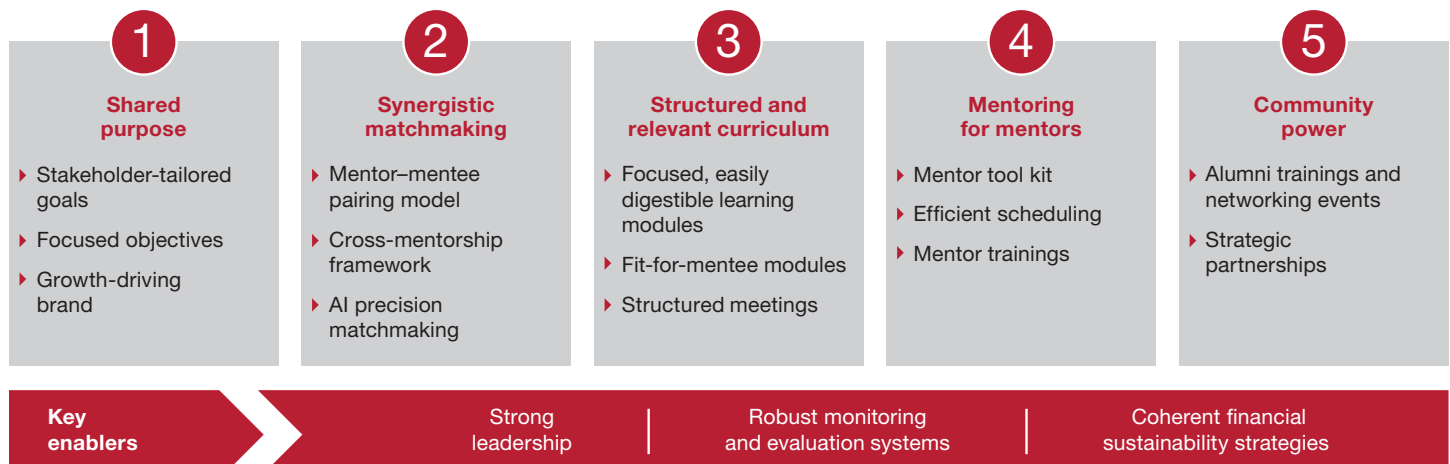 1
Shared
purpose
Stakeholder-tailored
goals
Focused objectives
Growth-driving
brand
2
Synergistic
matchmaking
Mentor–mentee
pairing model
Cross-mentorship
framework
AI precision
matchmaking
3
Structured and
relevant curriculum
Focused, easily
digestible learning
modules
Fit-for-mentee modules
Structured meetings
4
Mentoring
for mentors
Mentor tool kit
Efficient scheduling
Mentor trainings
5
Community
power
Alumni trainings and
networking events
Strategic
partnerships
Key
enablers
Strong
leadership
Robust monitoring
and evaluation systems
Coherent financial
sustainability strategies